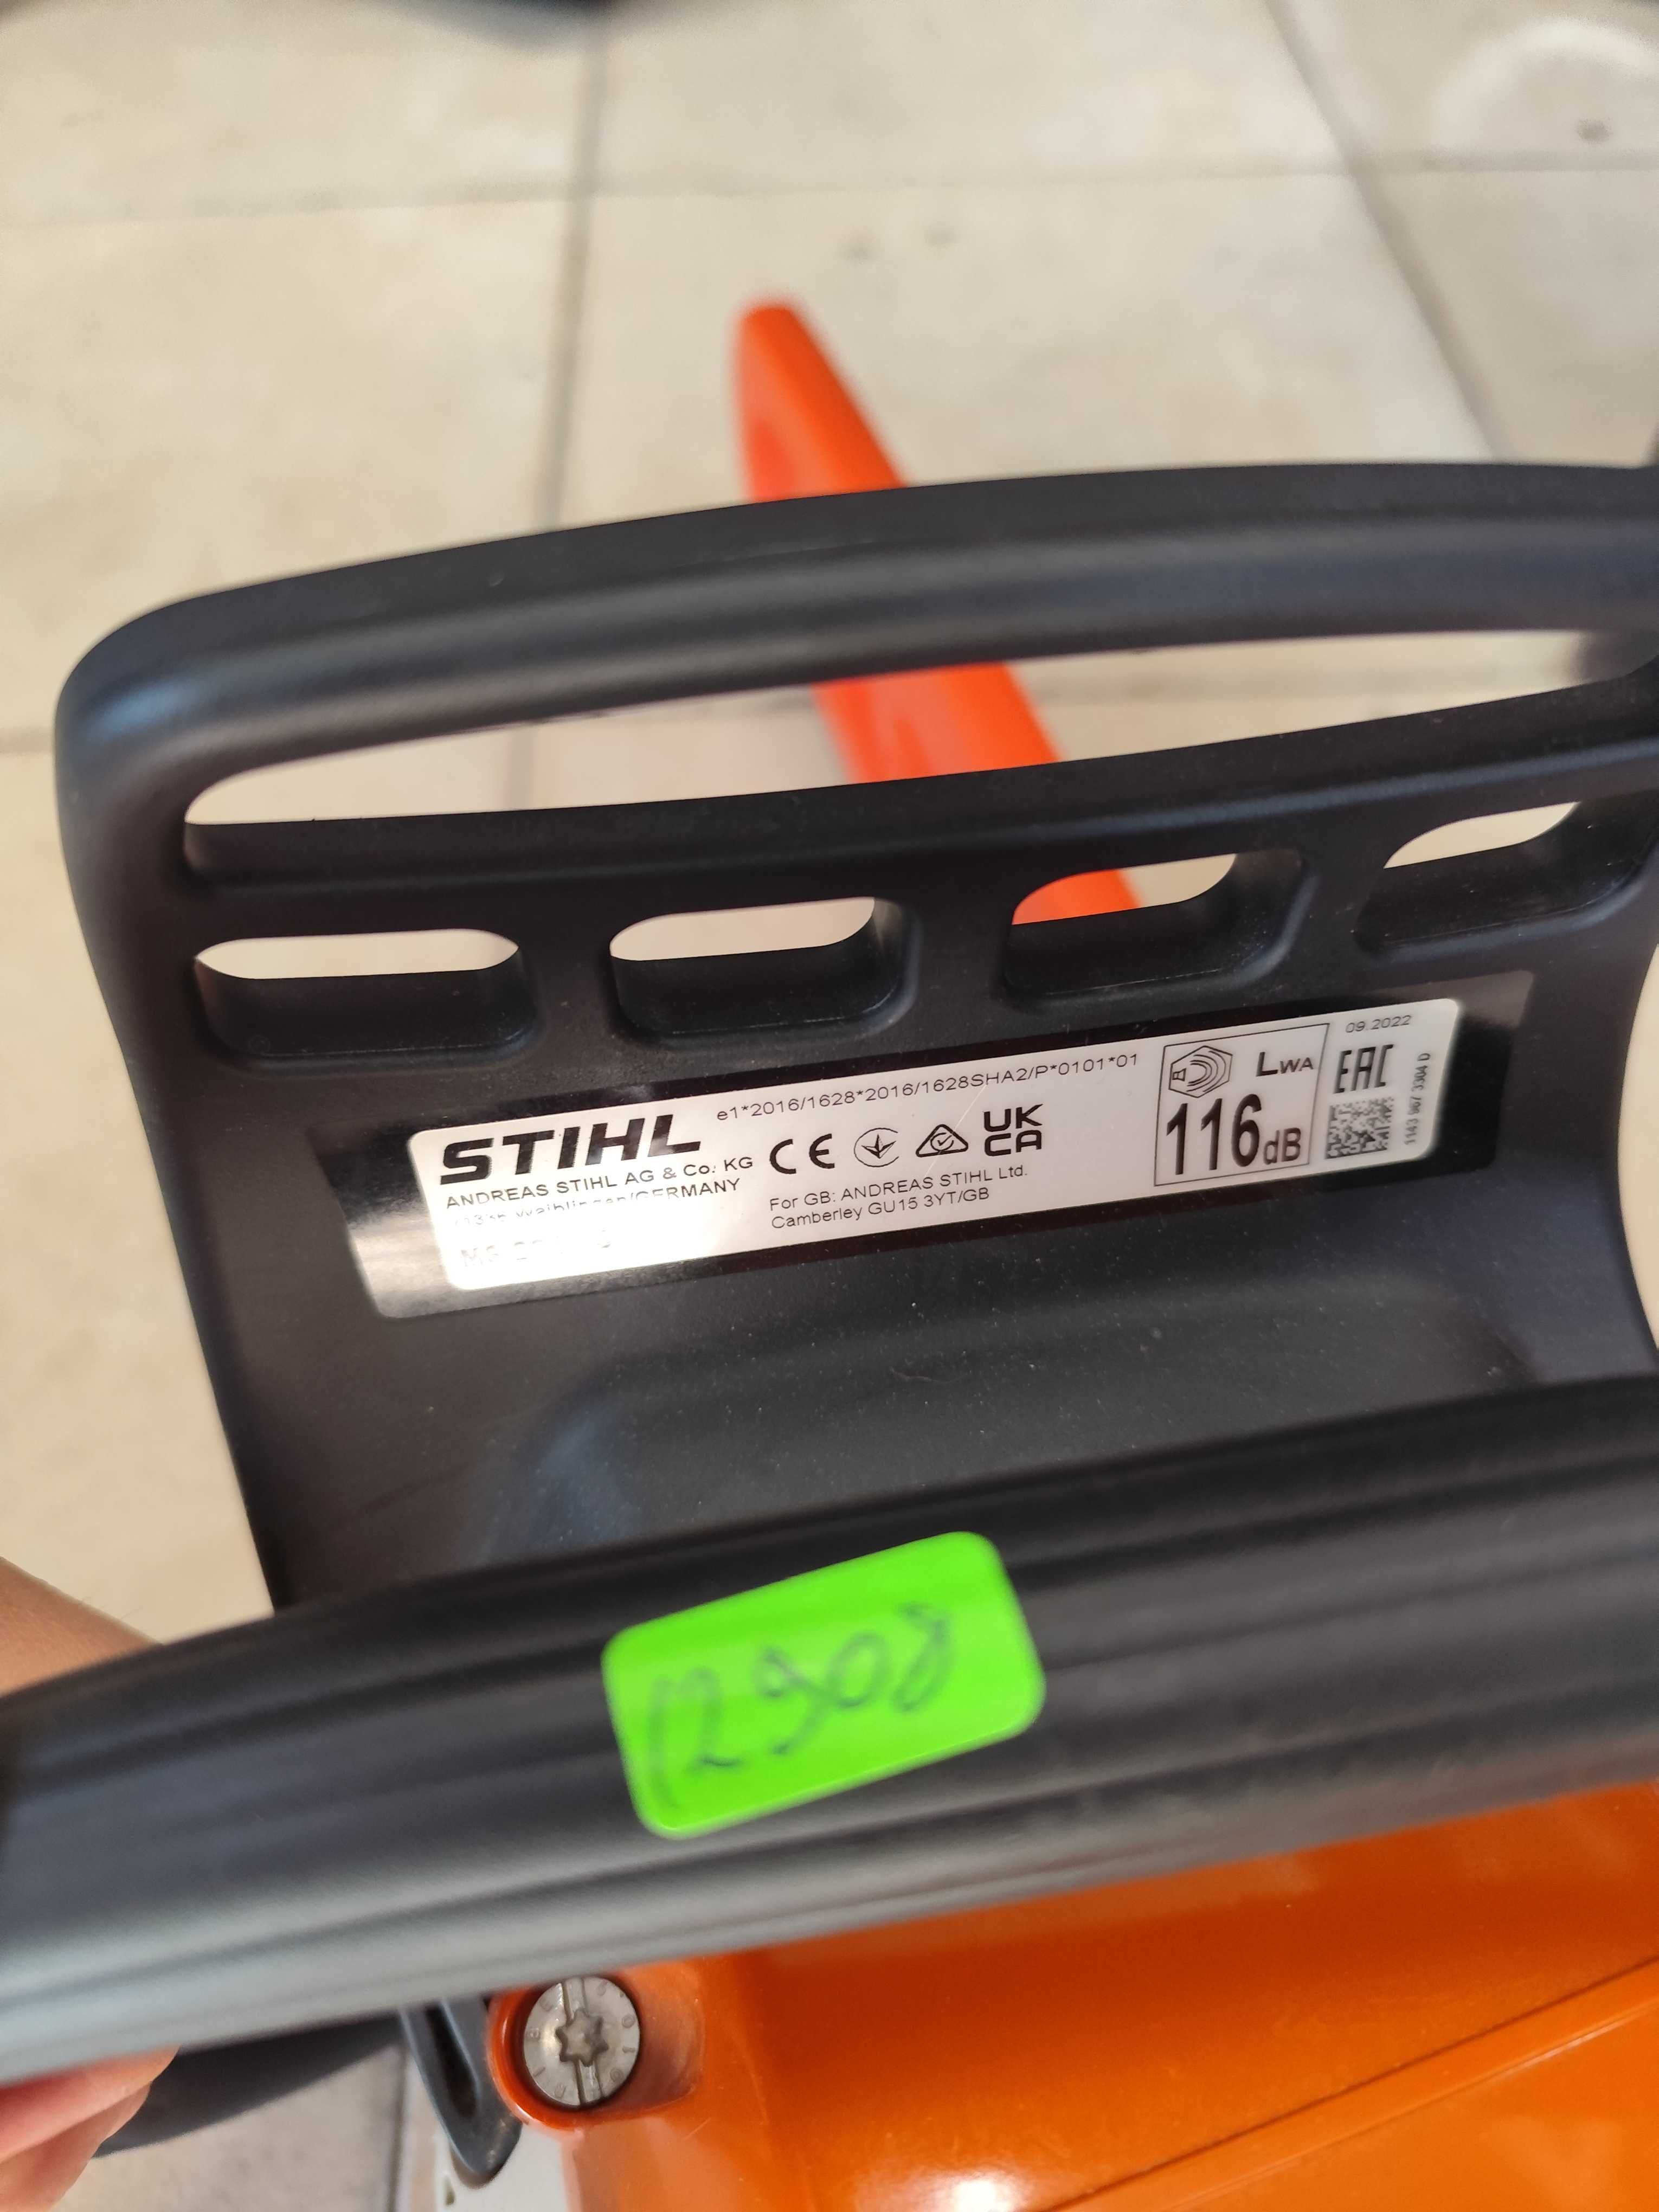 STIHL
ANDREAS STIHL AG & Co. KG
GERMANY
e1*2016/1628*2016/1628SHA2/P*0101*01
CE
UK
CA
For GB: ANDREAS STIHL Ltd.
Camberley GU15 3YT/GB
LWA
116dB
09.2022
EAC
12908